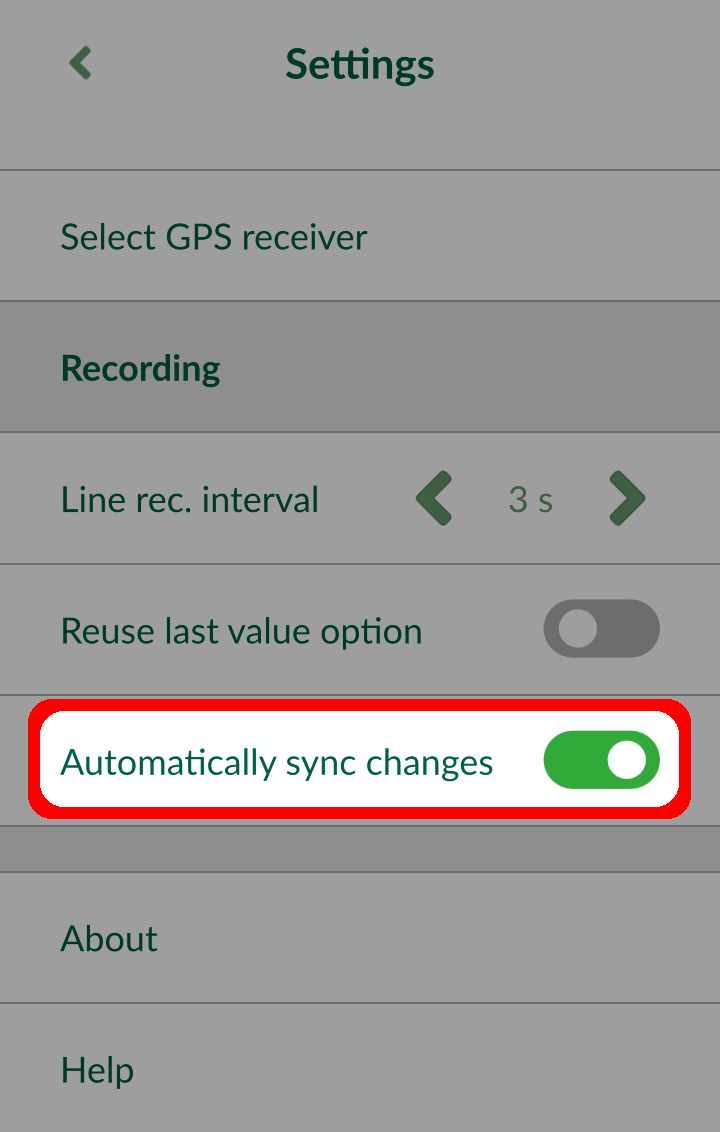 Settings
Select GPS receiver
Recording
Line rec. interval 3 s
Reuse last value option
Automatically sync changes
About
Help